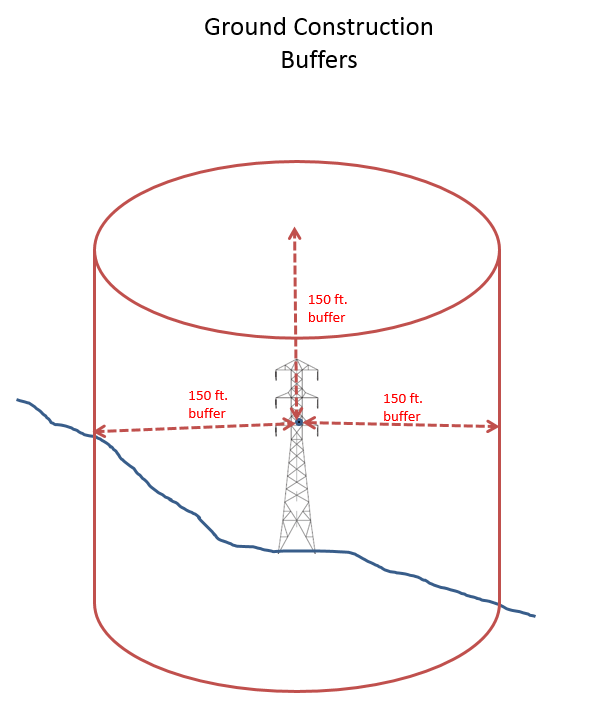 Ground Construction
Buffers
150 ft.
buffer
150 ft.
buffer
150 ft.
buffer